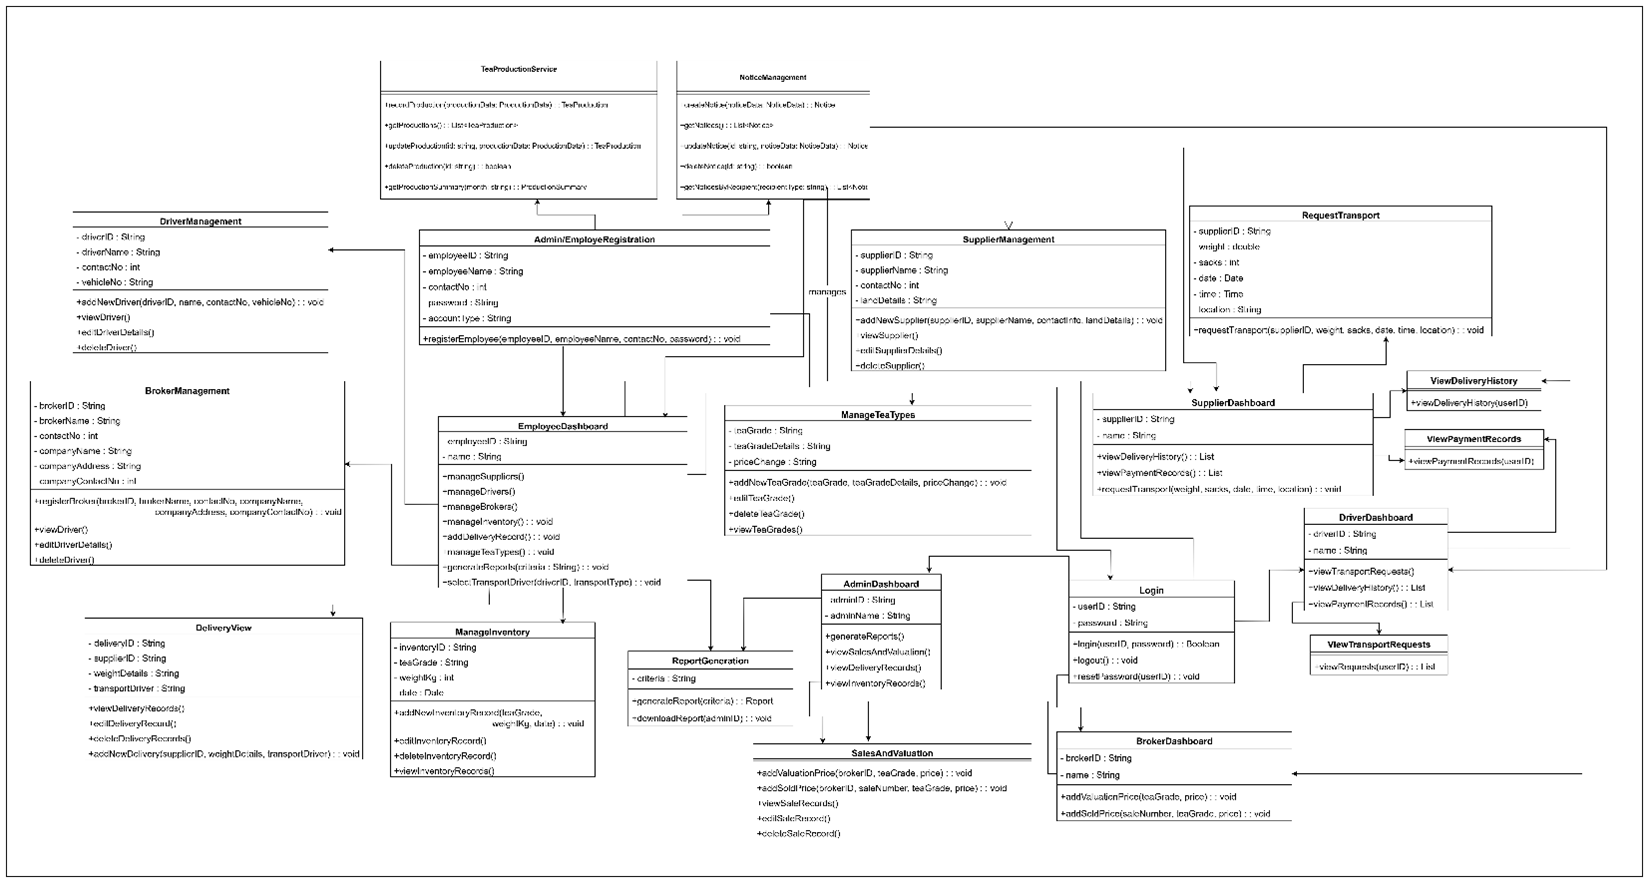 TeaProductionService
+recordProduction(productionData: ProductionData) : TeaProduction
+getProductions() : List<TeaProduction>
+updateProduction(id: string, productionData: ProductionData) : TeaProduction
+deleteProduction(id: string) : boolean
+getProductionSummary(month: string) : ProductionSummary
NoticeManagement
+createNotice(noticeData: NoticeData) : Notice
+getNotices() : List<Notice>
+updateNotice(id: string, noticeData: NoticeData) : Notice
+deleteNotice(id: string) : boolean
+getNoticesByRecipient(recipientType: string) : List<Noti
DriverManagement
- driverID : String
- driverName : String
- contactNo : int
- vehicleNo : String
+addNewDriver(driverID, name, contactNo, vehicleNo) : : void
+viewDriver()
+editDriverDetails()
+deleteDriver()
Admin/EmployeRegistration
- employeeID : String
- employeeName : String
- contactNo : int
password : String
- accountType : String
+registerEmployee(employeeID, employeeName, contactNo, password) : : void
manages
SupplierManagement
- supplierID : String
- supplierName : String
- contactNo : int
- landDetails : String
+addNewSupplier(supplierID, supplierName, contactInfo, landDetails) : : void
-viewSupplier()
+editSupplierDetails()
+deleteSupplier()
RequestTransport
- supplierID : String
weight : double
- sacks : int
- date : Date
- time : Time
location : String
+requestTransport(supplierID, weight, sacks, date, time, location) : : void
BrokerManagement
- brokerID : String
- brokerName : String
- contactNo : int
- companyName : String
- companyAddress : String
companyContactNo : int
+registerBroker(brokerID, brokerName, contactNo, companyName,
companyAddress, companyContactNo) : : void
+viewDriver()
+editDriverDetails()
+deleteDriver()
EmployeeDashboard
employeeID : String
- name : String
+manageSuppliers()
+manageDrivers()
+manageBrokers()
+manageInventory() : : void
+addDeliveryRecord() : : void
+manageTeaTypes() : : void
+generateReports(criteria : String) : : void
+selectTransportDriver(driverID, transportType) : : void
ManageTeaTypes
- teaGrade : String
- teaGradeDetails : String
- priceChange : String
+addNewTeaGrade(teaGrade, teaGradeDetails, priceChange) : : void
+editTeaGrade()
+deleteTeaGrade()
+viewTeaGrades()
SupplierDashboard
- supplierID : String
- name : String
+viewDeliveryHistory() : : List
+viewPaymentRecords() : : List
+requestTransport(weight, sacks, date, time, location) : : void
ViewDeliveryHistory
+viewDeliveryHistory(userID)
ViewPaymentRecords
+viewPaymentRecords(userID)
DriverDashboard
- driverID : String
- name : String
+viewTransportRequests()
+viewDeliveryHistory() : : List
+viewPaymentRecords() : : List
ViewTransportRequests
+viewRequests(userID) : : List
AdminDashboard
adminID : String
- adminName : String
+generateReports()
+viewSalesAndValuation()
+viewDeliveryRecords()
+viewInventoryRecords()
Login
- userID : String
- password : String
+login(userID, password) : : Boolean
+logout() : : void
+resetPassword(userID) : : void
DeliveryView
- deliveryID : String
- supplierID : String
- weightDetails : String
- transportDriver : String
+viewDeliveryRecords()
+editDeliveryRecord()
+deleteDeliveryRecords()
+addNewDelivery(supplierID, weightDetails, transportDriver) : : void
ManageInventory
- inventoryID : String
- teaGrade : String
- weightKg : int
date : Date
+addNewInventoryRecord(teaGrade,
weightKg, date) : : void
+editInventoryRecord()
+deleteInventoryRecord()
+viewInventoryRecords()
ReportGeneration
- criteria : String
+generateReport(criteria) : : Report
+downloadReport(adminID) : : void
SalesAndValuation
+addValuationPrice(brokerID, teaGrade, price) : : void
+addSoldPrice(brokerID, saleNumber, teaGrade, price) : : void
+viewSaleRecords()
+editSaleRecord()
+deleteSaleRecord()
BrokerDashboard
- brokerID : String
- name : String
+addValuationPrice(teaGrade, price) : : void
+addSoldPrice(saleNumber, teaGrade, price) : : void